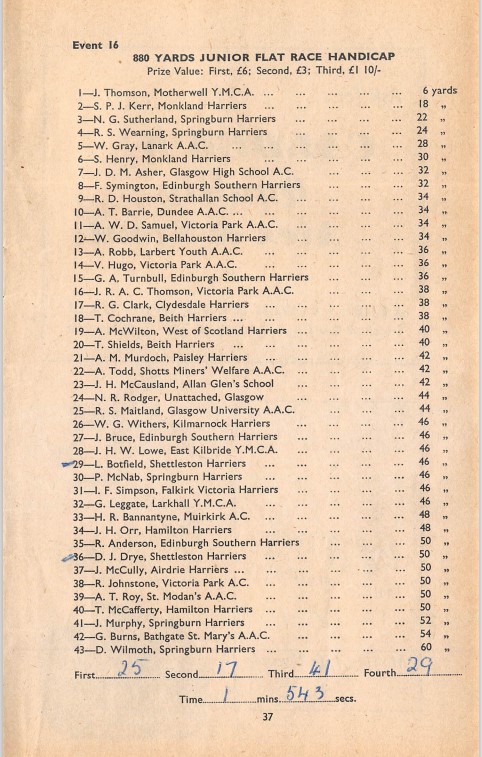 Event 16
880 YARDS JUNIOR FLAT RACE HANDICAP
Prize Value: First, £6; Second, £3; Third, £1 10/-
1—J. Thomson, Motherwell Y.M.C.A. ... ... ... ... 6 yards
2—S. P. J. Kerr, Monkland Harriers ... ... ... 18 „
3—N. G. Sutherland, Springburn Harriers ... ... ... 22 „
4—R. S. Wearning, Springburn Harriers ... ... ... 24 „
5—W. Gray, Lanark A.A.C. ... ... ... ... 28 „
6—S. Henry, Monkland Harriers ... ... ... ... 30 „
7—J. D. M. Asher, Glasgow High School A.C. ... ... ... 32 „
8—F. Symington, Edinburgh Southern Harriers ... ... ... 32 „
9—R. D. Houston, Strathallan School A.C. ... ... ... ... 34 „
10—A. T. Barrie, Dundee A.A.C. ... ... ... ... ... 34 „
11—A. W. D. Samuel, Victoria Park A.A.C. ... ... ... ... 34 „
12—W. Goodwin, Bellahouston Harriers ... ... ... ... 34 „
13—A. Robb, Larbert Youth A.A.C. ... ... ... ... 36 „
14—V. Hugo, Victoria Park A.A.C. ... ... ... ... 36 „
15—G. A. Turnbull, Edinburgh Southern Harriers ... ... ... 36 „
16—J. R. A. C. Thomson, Victoria Park A.A.C. ... ... ... 38 „
17—R. G. Clark, Clydesdale Harriers ... ... ... ... 38 „
18—T. Cochrane, Beith Harriers ... ... ... ... ... 38 „
19—A. McWilton, West of Scotland Harriers ... ... ... ... 40 „
20—T. Shields, Beith Harriers ... ... ... ... ... 40 „
21—A. M. Murdoch, Paisley Harriers ... ... ... ... 42 „
22—A. Todd, Shotts Miners' Welfare A.A.C. ... ... ... ... 42 „
23—J. H. McCausland, Allan Glen's School ... ... ... 42 „
24—N. R. Rodger, Unattached, Glasgow ... ... ... ... 44 „
25—R. S. Maitland, Glasgow University A.A.C. ... ... ... 44 „
26—W. G. Withers, Kilmarnock Harriers ... ... ... 46 „
27—J. Bruce, Edinburgh Southern Harriers ... ... ... 46 „
28—J. H. W. Lowe, East Kilbride Y.M.C.A. ... ... ... 46 „
29—L. Botfield, Shettleston Harriers ... ... ... ... 46 „
30—P. McNab, Springburn Harriers ... ... ... ... 46 „
31—I. F. Simpson, Falkirk Victoria Harriers ... ... ... 46 „
32—G. Leggate, Larkhall Y.M.C.A. ... ... ... ... 46 „
33—H. R. Bannantyne, Muirkirk A.C. ... ... ... ... 48 „
34—J. H. Orr, Hamilton Harriers ... ... ... ... 48 „
35—R. Anderson, Edinburgh Southern Harriers ... ... ... 50 „
36—D. J. Drye, Shettleston Harriers ... ... ... ... 50 „
37—J. McCully, Airdrie Harriers ... ... ... ... ... 50 „
38—R. Johnstone, Victoria Park A.C. ... ... ... ... 50 „
39—A. T. Roy, St. Modan's A.A.C. ... ... ... ... 50 „
40—T. McCafferty, Hamilton Harriers ... ... ... ... 50 „
41—J. Murphy, Springburn Harriers ... ... ... ... 52 „
42—G. Burns, Bathgate St. Mary's A.A.C. ... ... ... ... 54 „
43—D. Wilmoth, Springburn Harriers ... ... ... ... 60 „
First 25 Second 17 Third 41 Fourth 29
Time 1 mins. 54.3 secs.
37